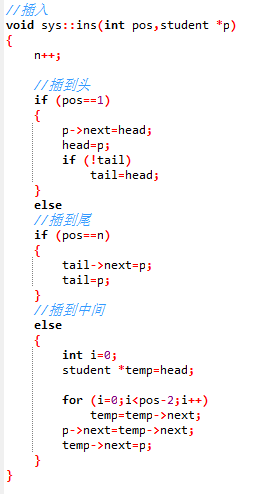 //插入
void sys::ins(int pos,student *p)
{
    n++;

    //插到头
    if (pos==1)
    {
        p->next=head;
        head=p;
        if (!tail)
            tail=head;
    }
    else
    //插到尾
    if (pos==n)
    {
        tail->next=p;
        tail=p;
    }
    //插到中间
    else
    {
        int i=0;
        student *temp=head;

        for (i=0;i<pos-2;i++)
            temp=temp->next;
        p->next=temp->next;
        temp->next=p;
    }
}